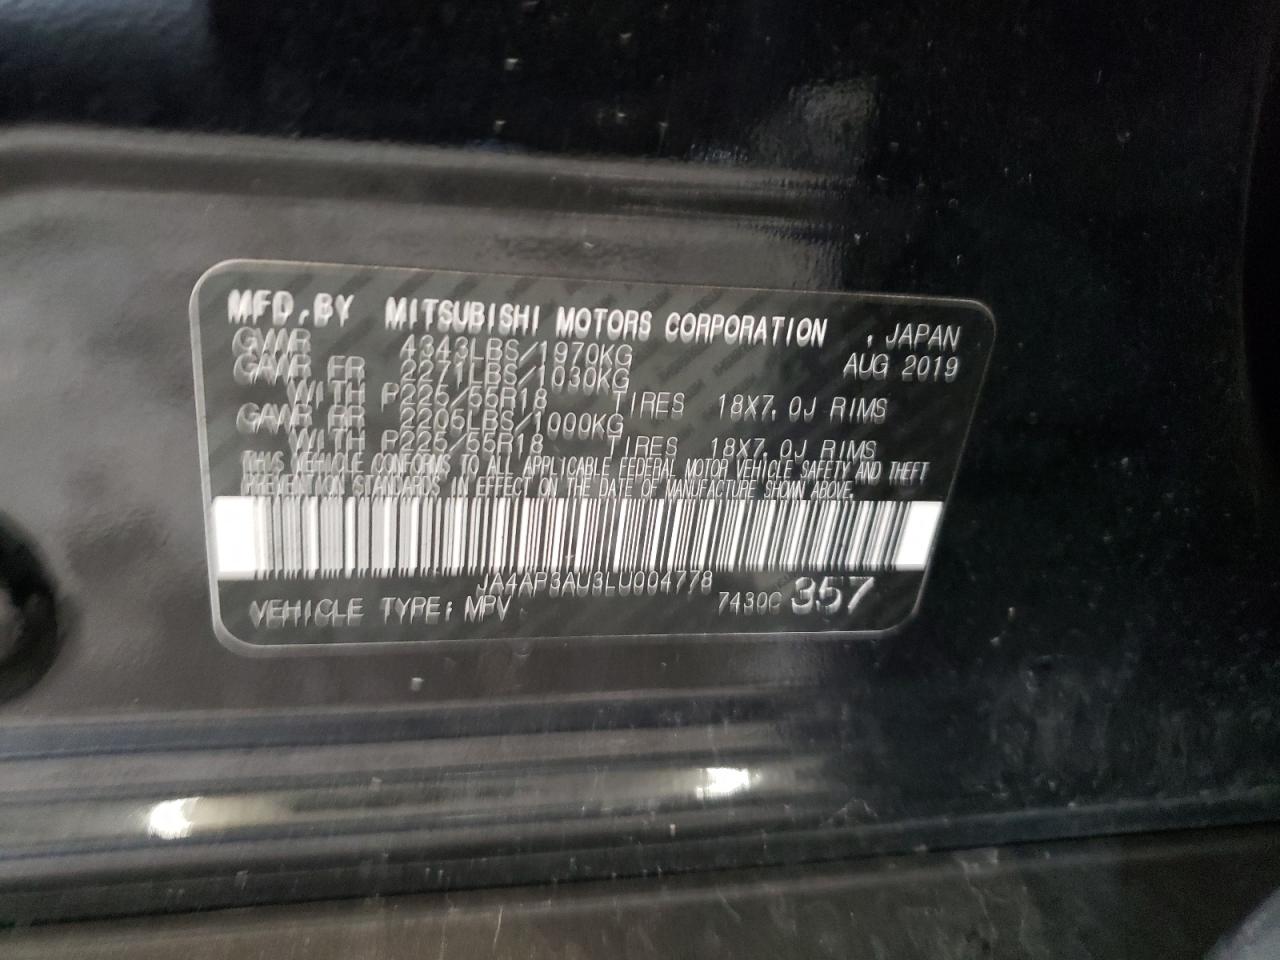 MFD.BY MITSUBISHI MOTORS CORPORATION , JAPAN
GVWR 4343LBS/1970KG AUG 2019
GAWR FR 2271LBS/1030KG
WITH P225/55R18 TIRES 18X7.0J RIMS
GAWR RR 2206LBS/1000KG
WITH P225/55R18 TIRES 18X7.0J RIMS
THIS VEHICLE CONFORMS TO ALL APPLICABLE FEDERAL MOTOR VEHICLE SAFETY AND THEFT
PREVENTION STANDARDS IN EFFECT ON THE DATE OF MANUFACTURE SHOWN ABOVE.
JA4AP3AU3LU004778
VEHICLE TYPE: MPV 7430C 357